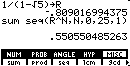 1/(1-√5)→R
-.8090169944375
sum seq(R^N,N,0,25,1)
.550550485263
NUM PROB ANGLE HYP MISC
sum prod seq lcm gcd ▸